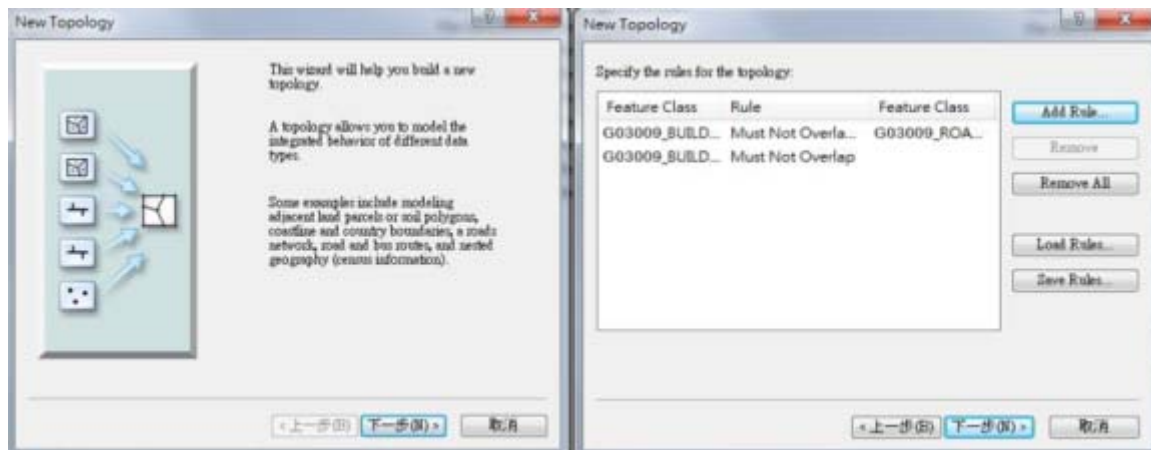 New Topology
This wizard will help you build a new
topology.
A topology allows you to model the
integrated behavior of different data
types.
Some examples include modeling
adjacent land parcels or soil polygons,
coastline and country boundaries, a roads
network, road and bus routes, and nested
geography (census information).
<上一步(B) 下一步(N)> 取消
New Topology
Specify the rules for the topology:
Feature Class Rule Feature Class
G03009_BUILD... Must Not Overla... G03009_ROA...
G03009_BUILD... Must Not Overlap
Add Rule...
Remove
Remove All
Load Rules...
Save Rules...
<上一步(B) 下一步(N)> 取消